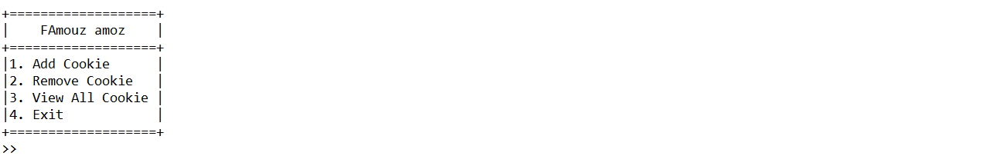 +===================+
|    FAmouz amoz    |
+===================+
|1. Add Cookie      |
|2. Remove Cookie   |
|3. View All Cookie |
|4. Exit            |
+===================+
>>